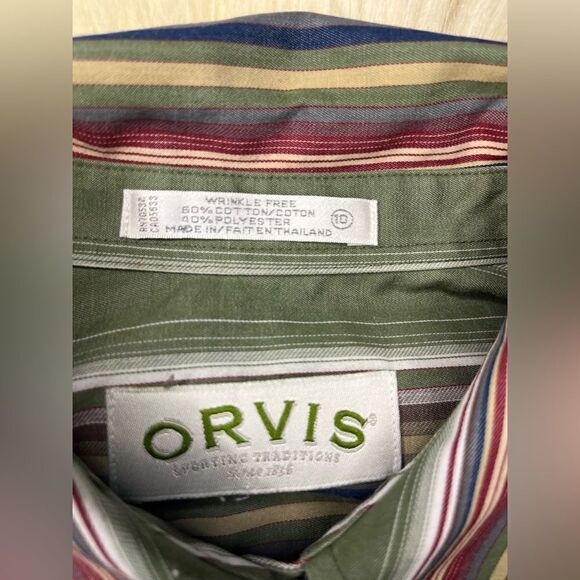 WRINKLE FREE
60% COTTON/COTON
40% POLYESTER
MADE IN/FAIT EN THAILAND
10
ORVIS®
SPORTING TRADITIONS
Since 1856